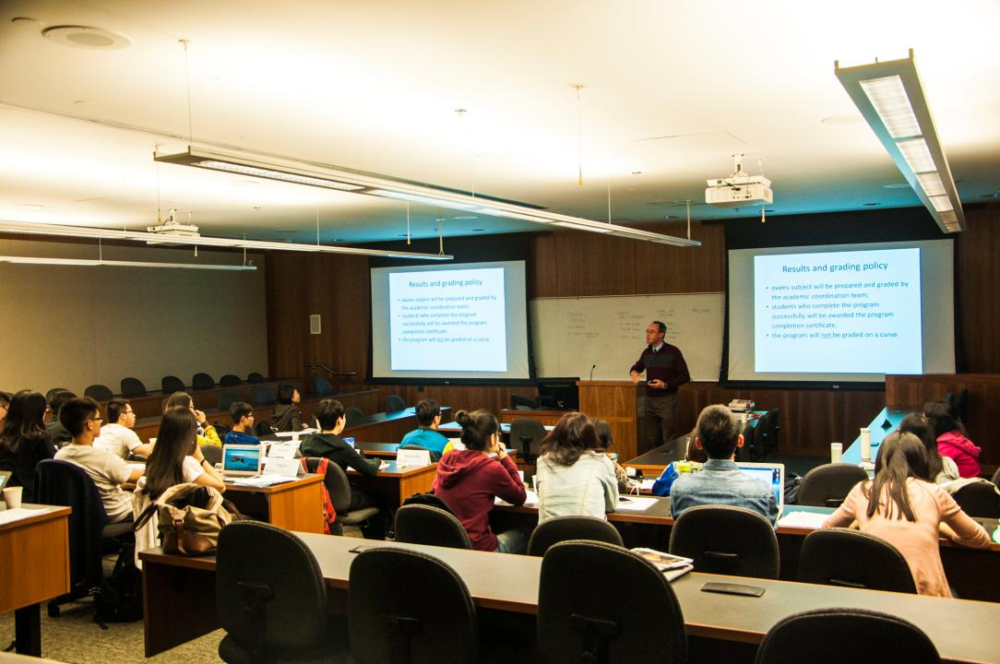 Results and grading policy
• exams subject will be prepared and graded by
the academic coordination team;
• students who complete the program
successfully will be awarded the program
completion certificate;
• the program will not be graded on a curve
Results and grading policy
• exams subject will be prepared and graded by
the academic coordination team;
• students who complete the program
successfully will be awarded the program
completion certificate;
• the program will not be graded on a curve